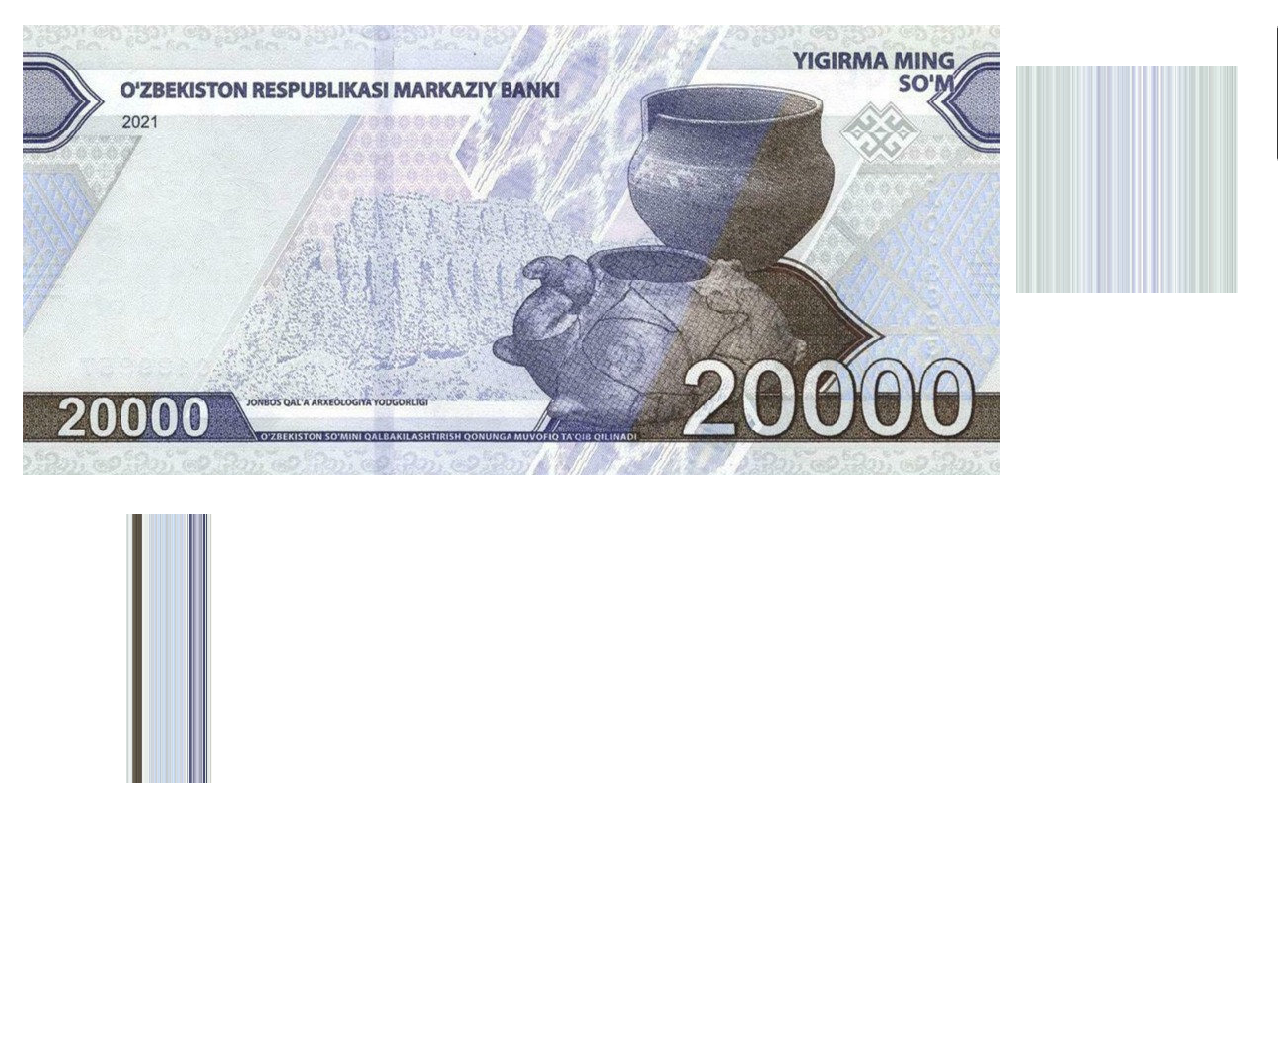 YIGIRMA MING
SO'M
O'ZBEKISTON RESPUBLIKASI MARKAZIY BANKI
2021
20000
JONBOS QAL'A ARXEOLOGIYA YODGORLIGI
O'ZBEKISTON SO'MINI QALBAKILASHTIRISH QONUNGA MUVOFIQ TA'QIB QILINADI
20000